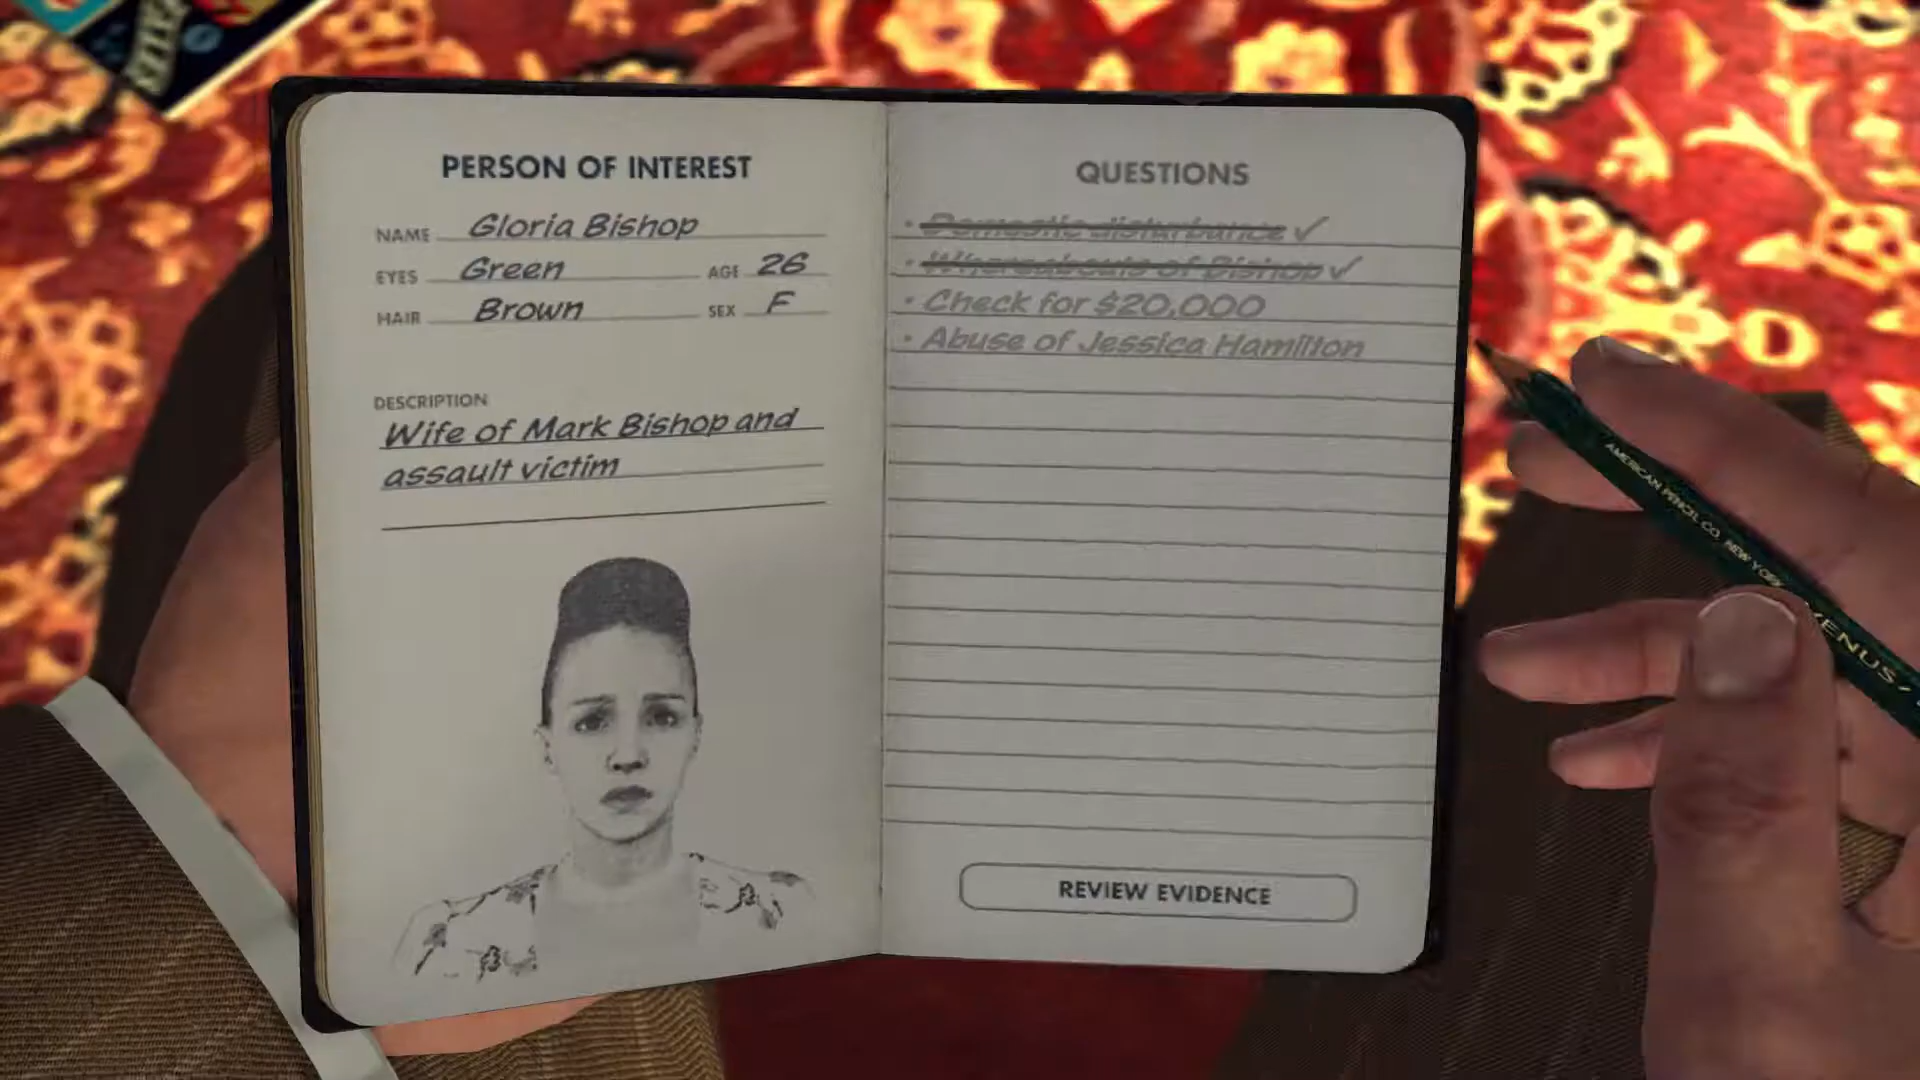 PERSON OF INTEREST
NAME Gloria Bishop
EYES Green AGE 26
HAIR Brown SEX F
DESCRIPTION
Wife of Mark Bishop and
assault victim
QUESTIONS
• Domestic disturbance ✓
• Whereabouts of Bishop ✓
• Check for $20,000
• Abuse of Jessica Hamilton
REVIEW EVIDENCE
AMERICAN PENCIL CO. NEW YORK
VENUS